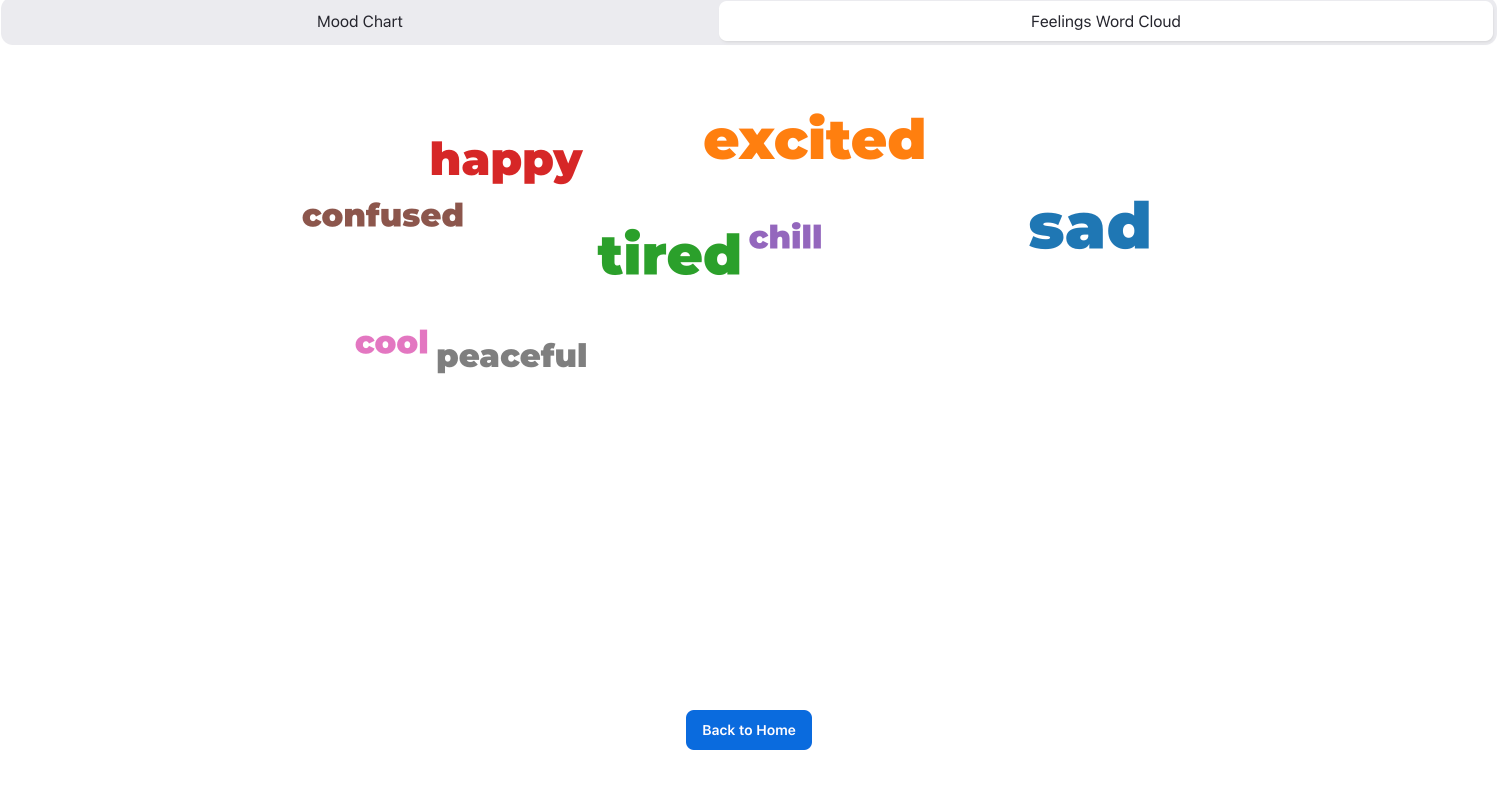 Mood Chart
Feelings Word Cloud
excited
happy
confused
sad
tired
chill
cool
peaceful
Back to Home